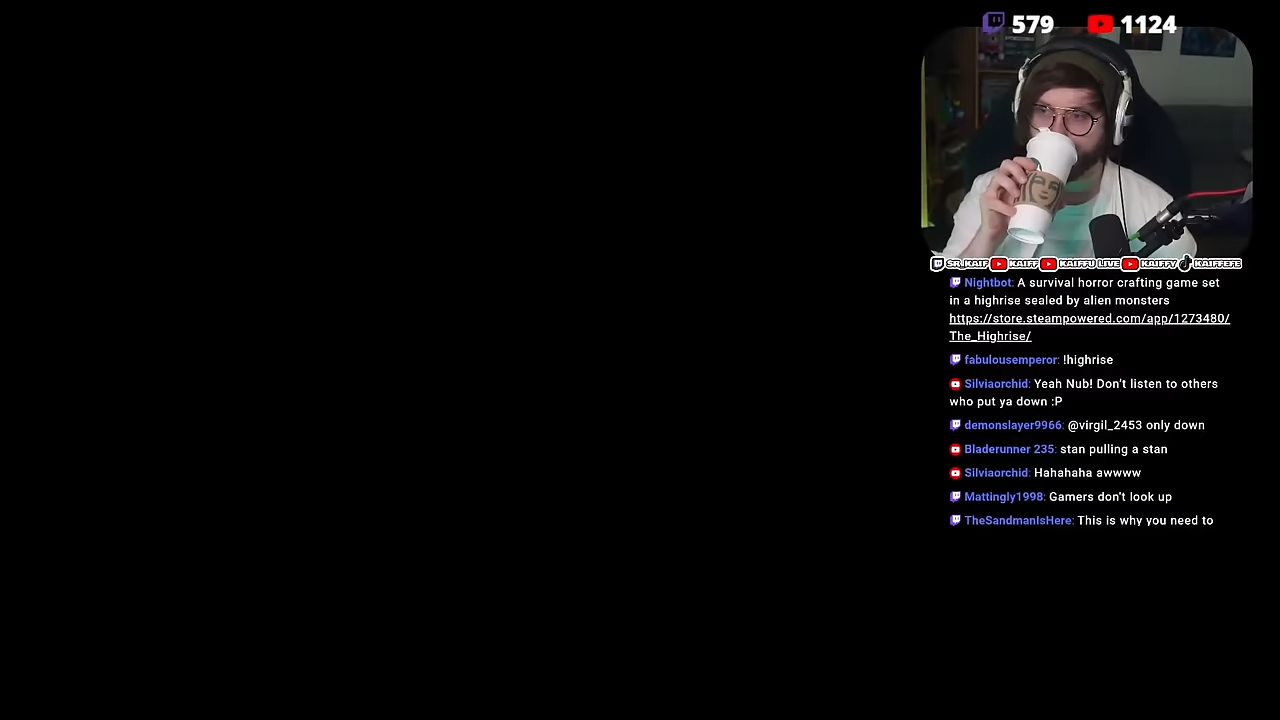 579 1124
SR_KAIF KAIFF KAIFFU LIVE KAIFFY KAIFFEFE
Nightbot: A survival horror crafting game set
in a highrise sealed by alien monsters
https://store.steampowered.com/app/1273480/
The_Highrise/
fabulousemperor: !highrise
Silviaorchid: Yeah Nub! Don't listen to others
who put ya down :P
demonslayer9966: @virgil_2453 only down
Bladerunner 235: stan pulling a stan
Silviaorchid: Hahahaha awwww
Mattingly1998: Gamers don't look up
TheSandmanIsHere: This is why you need to